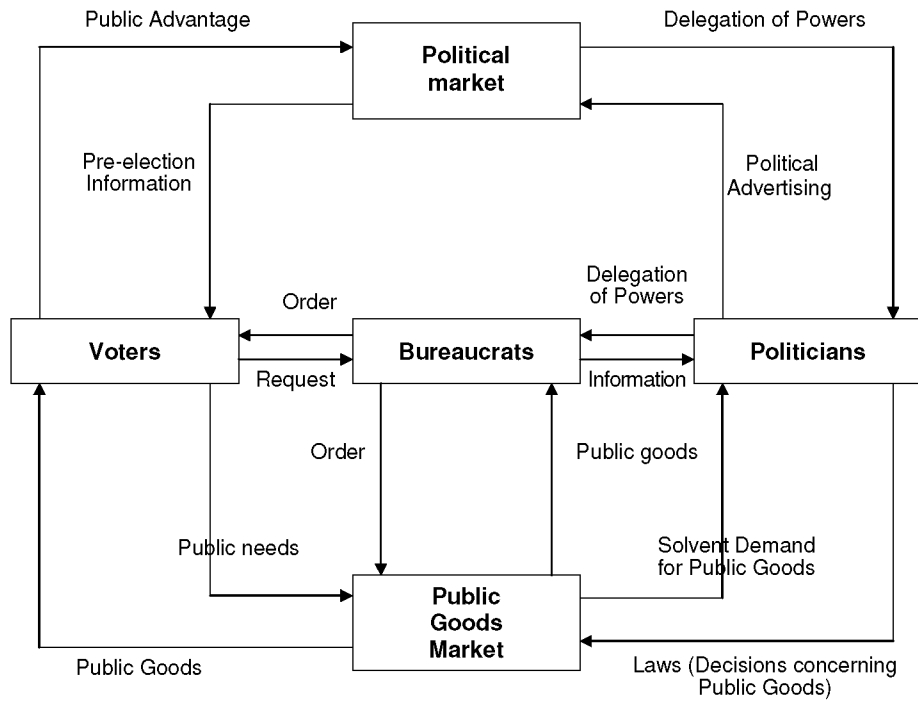 Public Advantage
Delegation of Powers
Political
market
Pre-election
Information
Political
Advertising
Delegation
of Powers
Order
Voters
Bureaucrats
Politicians
Request
Information
Order
Public goods
Public needs
Solvent Demand
for Public Goods
Public
Goods
Market
Public Goods
Laws (Decisions concerning
Public Goods)